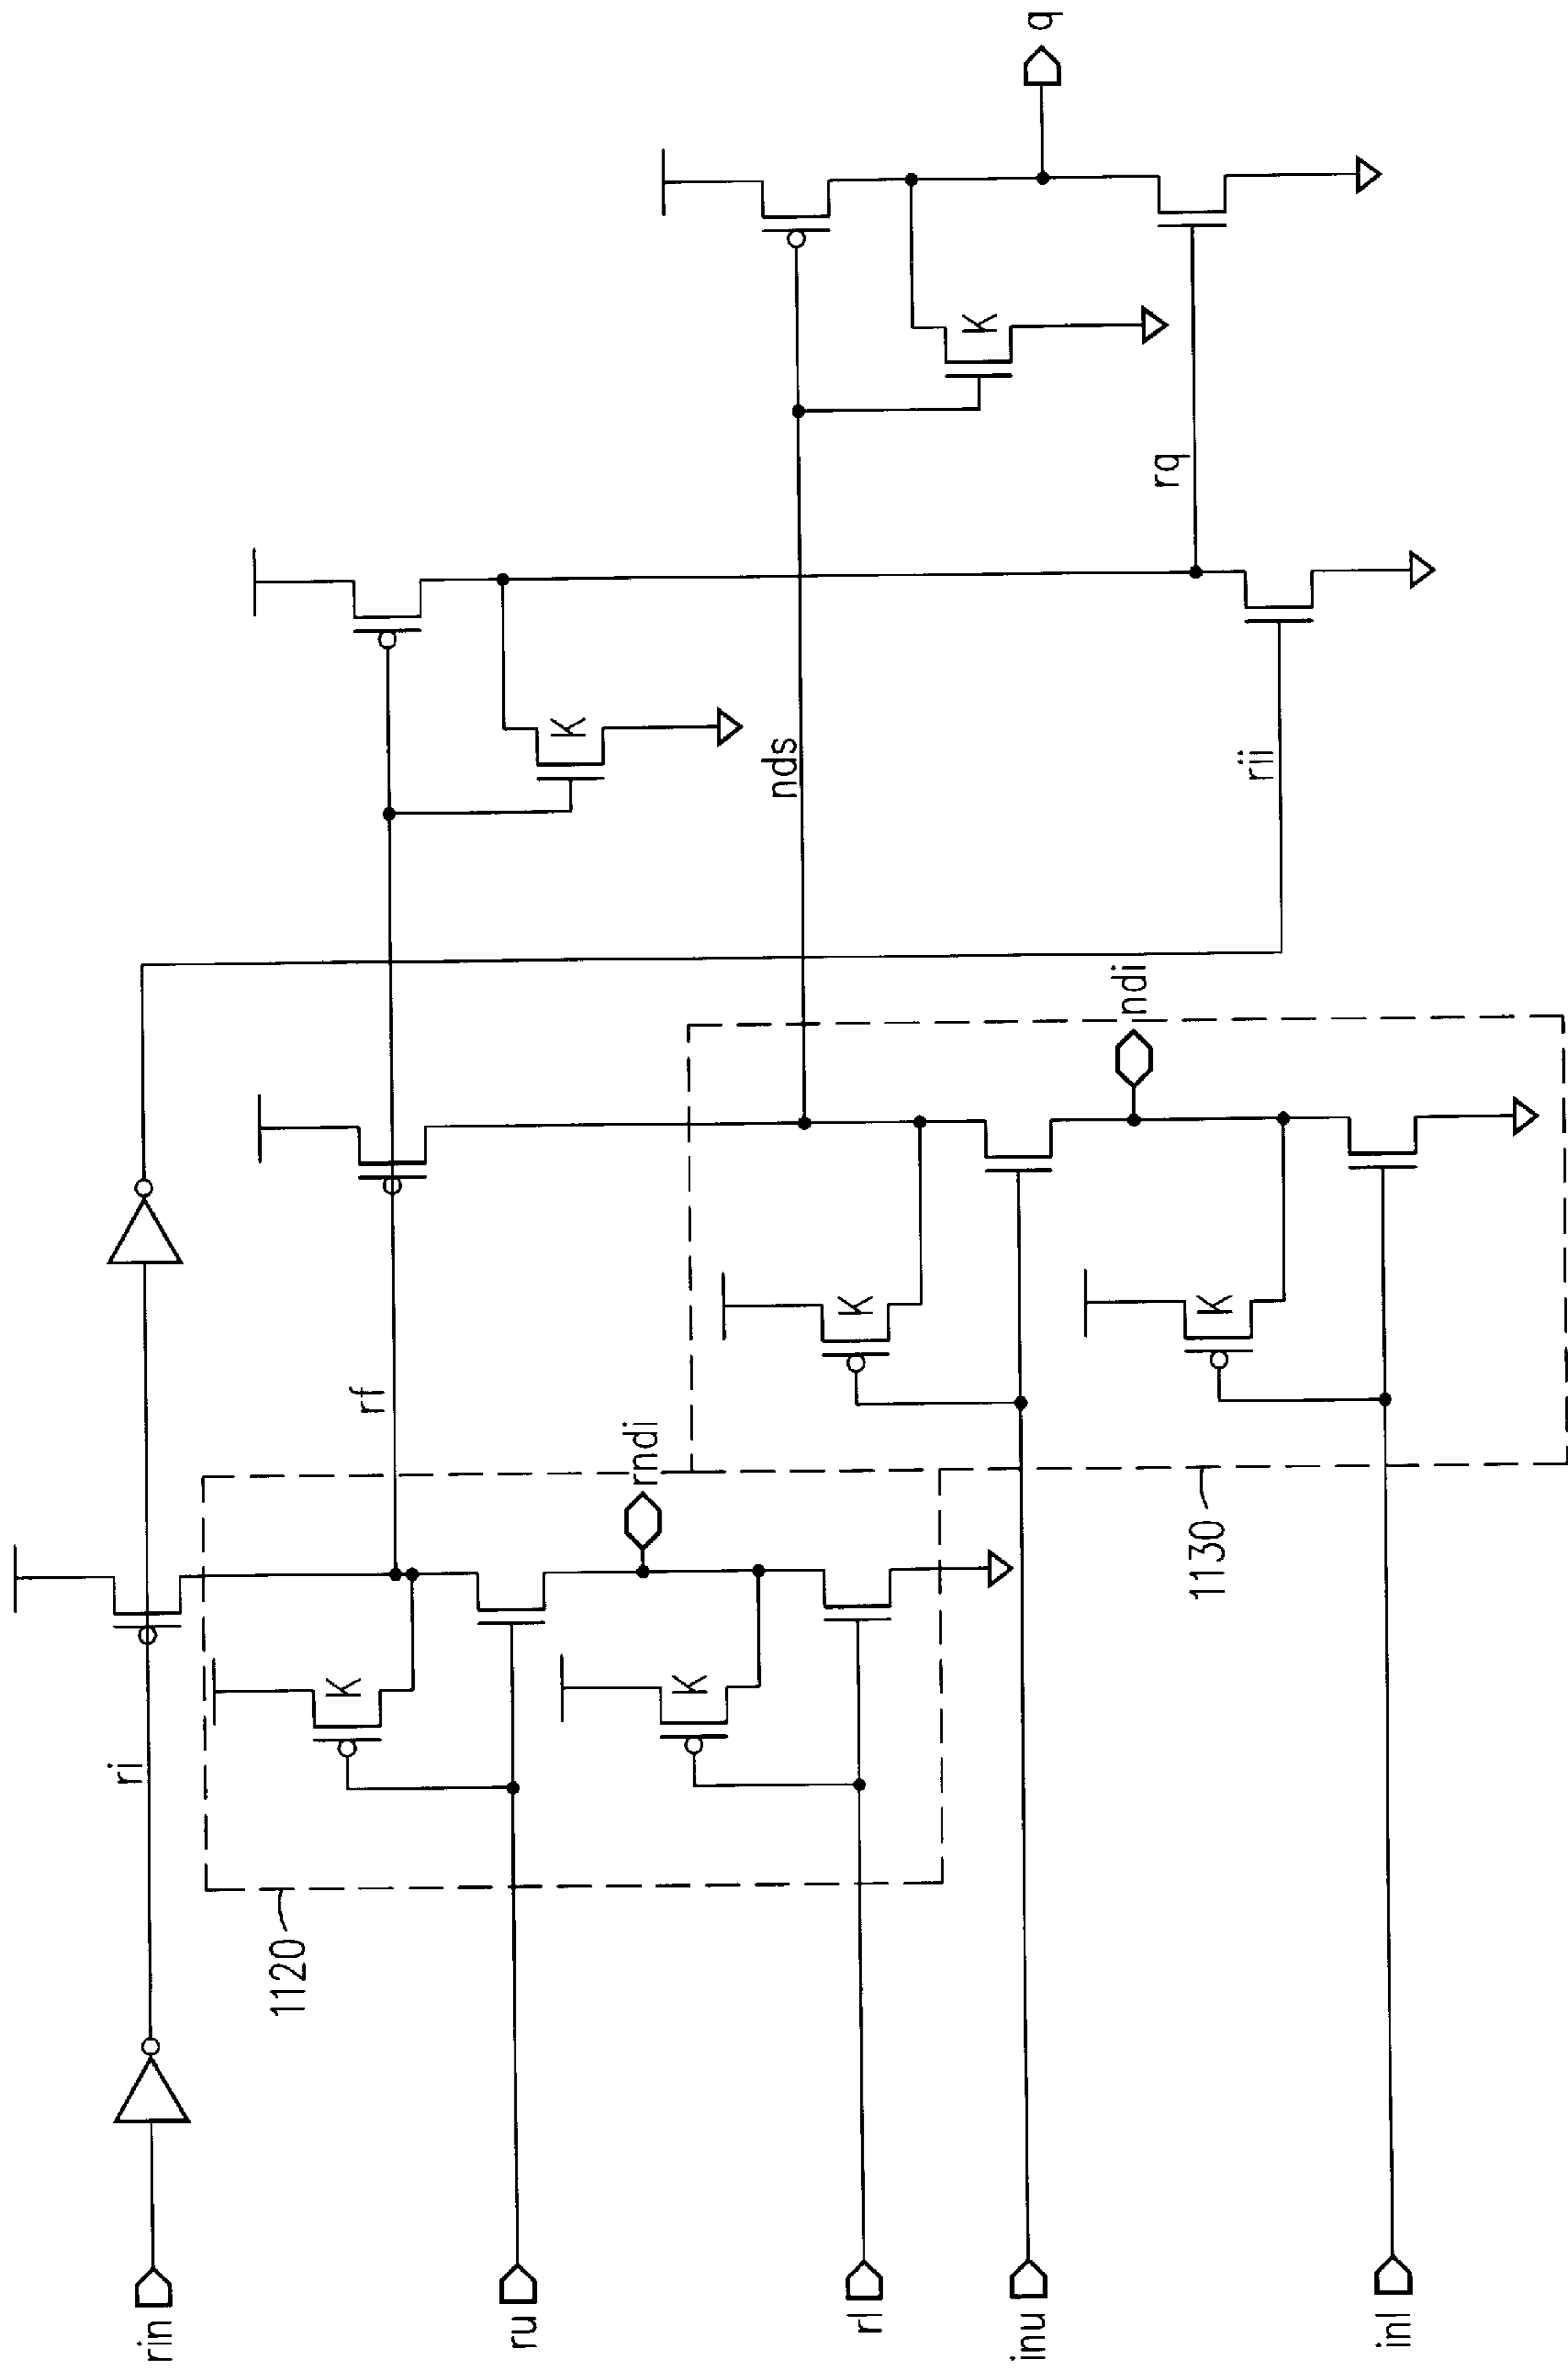 rin
ru
rl
inu
inl
1120
ri
K
K
rndi
rf
1130
K
K
ndi
nds
rii
K
rq
K
q